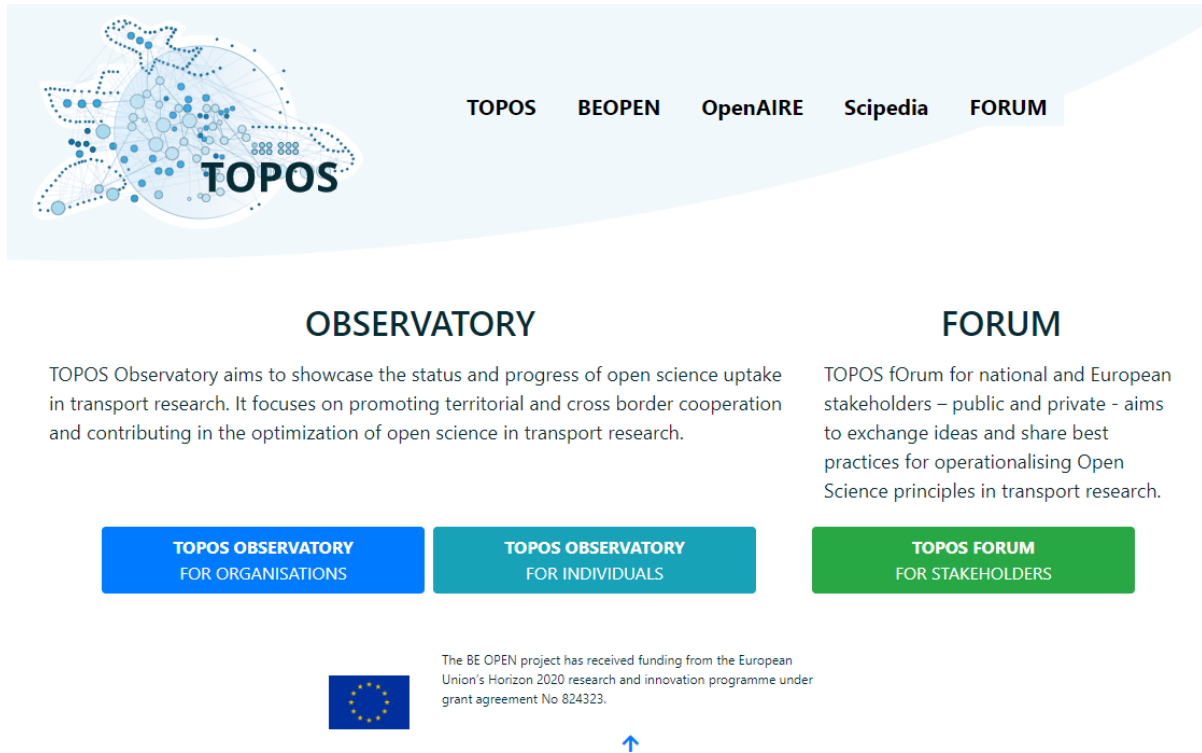 TOPOS
TOPOS BEOPEN OpenAIRE Scipedia FORUM
OBSERVATORY
TOPOS Observatory aims to showcase the status and progress of open science uptake
in transport research. It focuses on promoting territorial and cross border cooperation
and contributing in the optimization of open science in transport research.
FORUM
TOPOS fOrum for national and European
stakeholders – public and private - aims
to exchange ideas and share best
practices for operationalising Open
Science principles in transport research.
TOPOS OBSERVATORY
FOR ORGANISATIONS
TOPOS OBSERVATORY
FOR INDIVIDUALS
TOPOS FORUM
FOR STAKEHOLDERS
The BE OPEN project has received funding from the European
Union's Horizon 2020 research and innovation programme under
grant agreement No 824323.